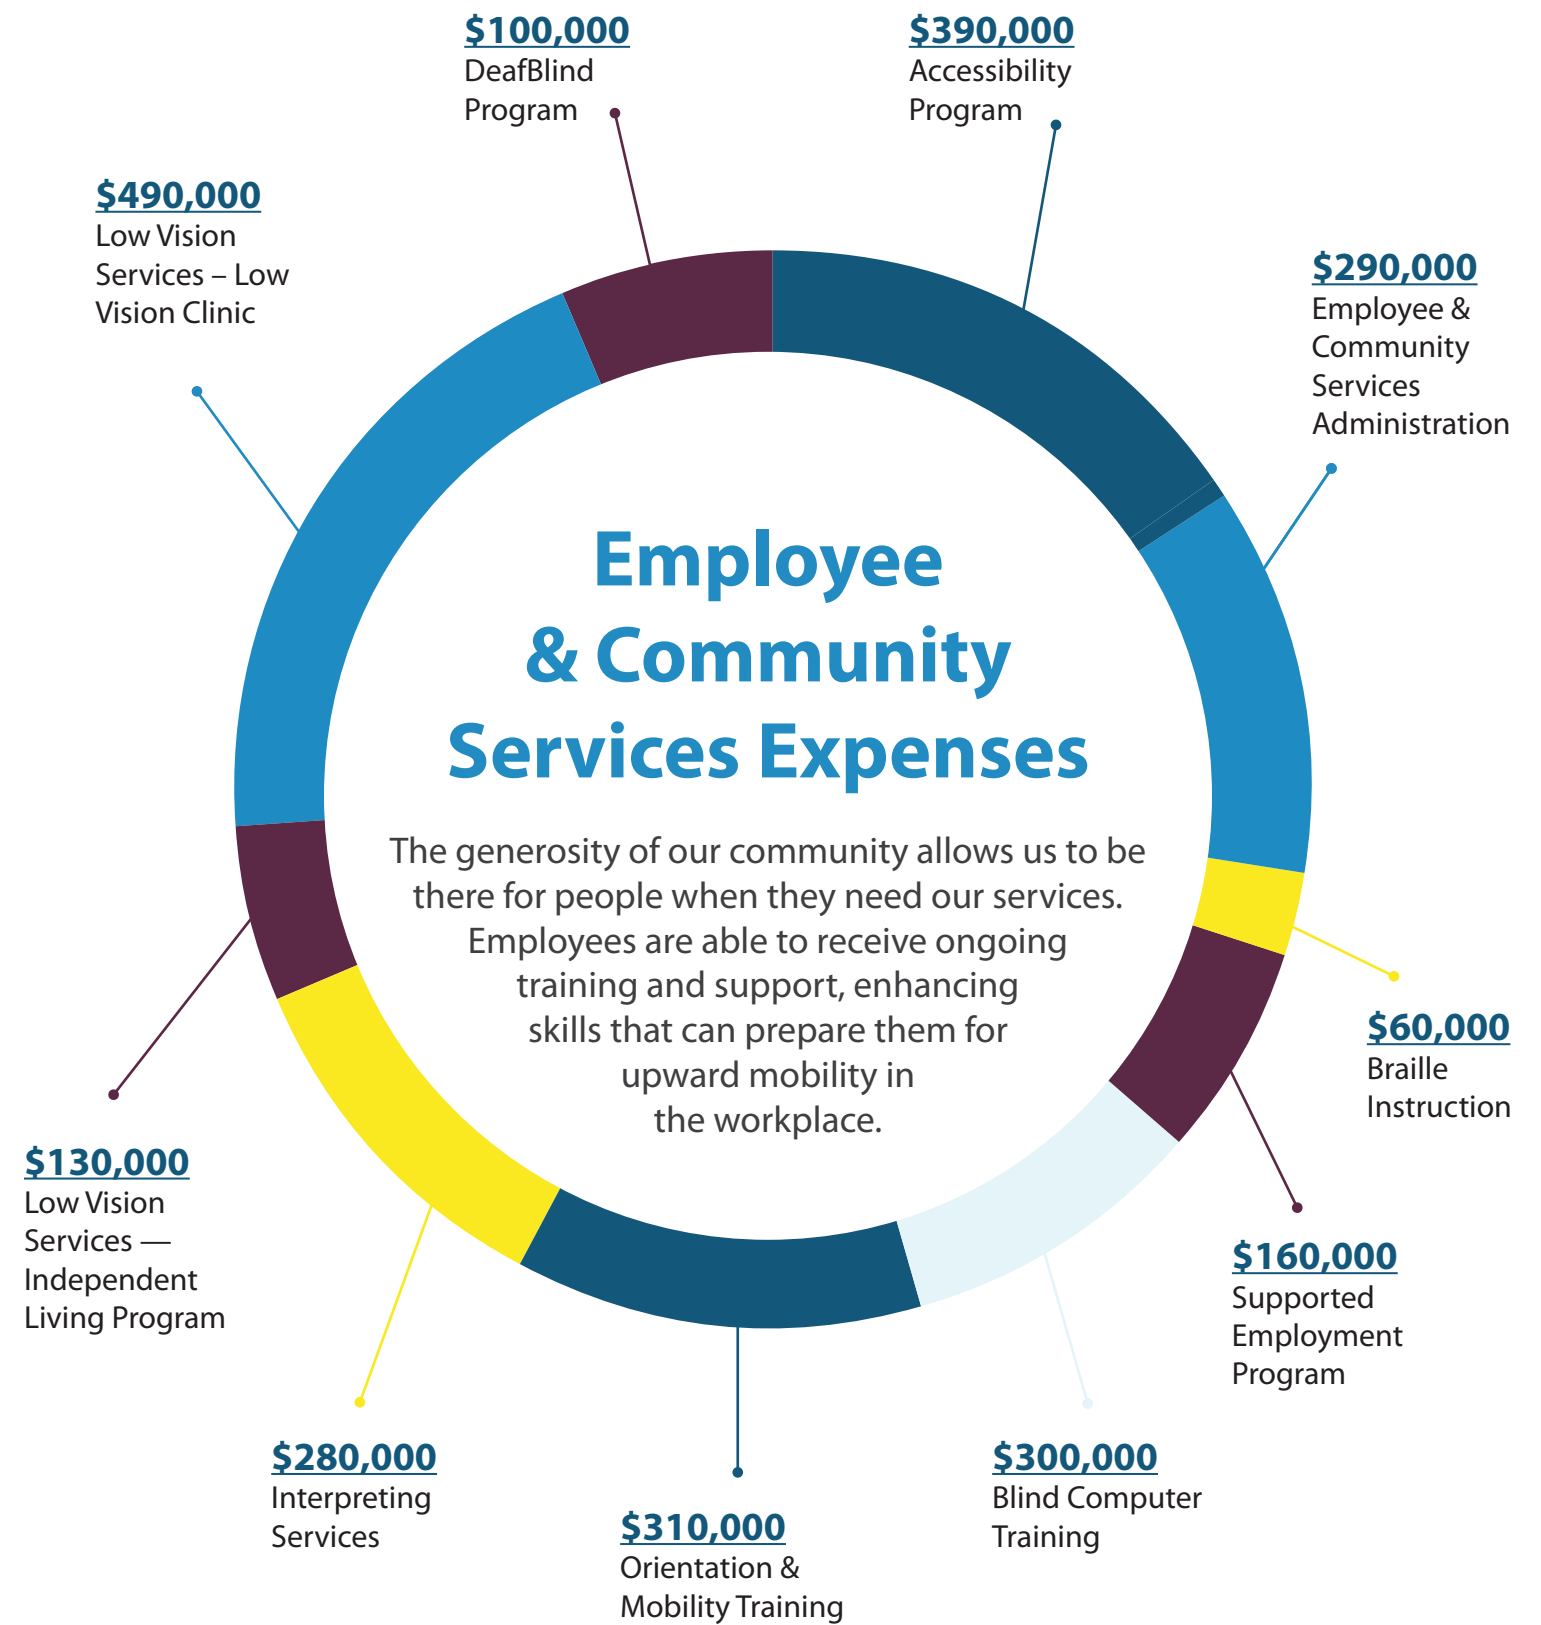 $100,000
DeafBlind
Program
$390,000
Accessibility
Program
$490,000
Low Vision
Services – Low
Vision Clinic
$290,000
Employee &
Community
Services
Administration
Employee
& Community
Services Expenses
The generosity of our community allows us to be
there for people when they need our services.
Employees are able to receive ongoing
training and support, enhancing
skills that can prepare them for
upward mobility in
the workplace.
$60,000
Braille
Instruction
$130,000
Low Vision
Services —
Independent
Living Program
$160,000
Supported
Employment
Program
$280,000
Interpreting
Services
$310,000
Orientation &
Mobility Training
$300,000
Blind Computer
Training